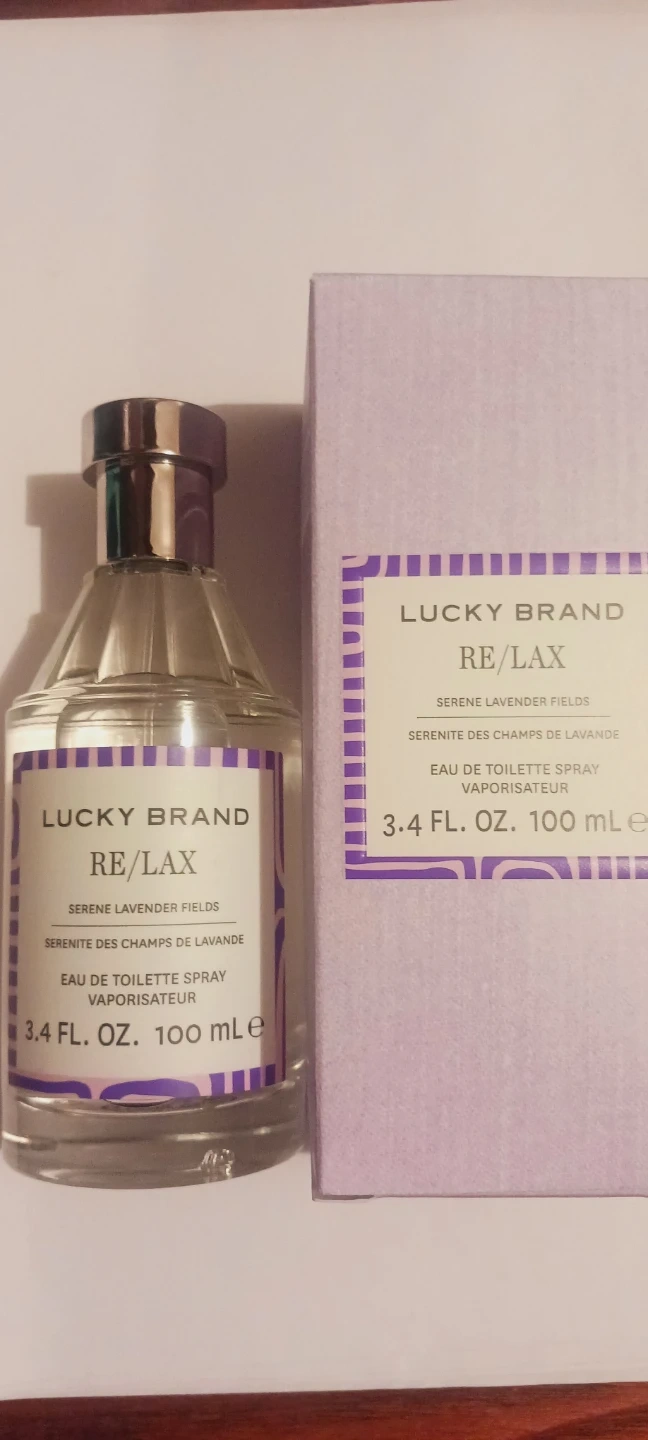 LUCKY BRAND
RE/LAX
SERENE LAVENDER FIELDS
SERENITE DES CHAMPS DE LAVANDE
EAU DE TOILETTE SPRAY
VAPORISATEUR
3.4 FL. OZ. 100 mL ℮
LUCKY BRAND
RE/LAX
SERENE LAVENDER FIELDS
SERENITE DES CHAMPS DE LAVANDE
EAU DE TOILETTE SPRAY
VAPORISATEUR
3.4 FL. OZ. 100 mL ℮